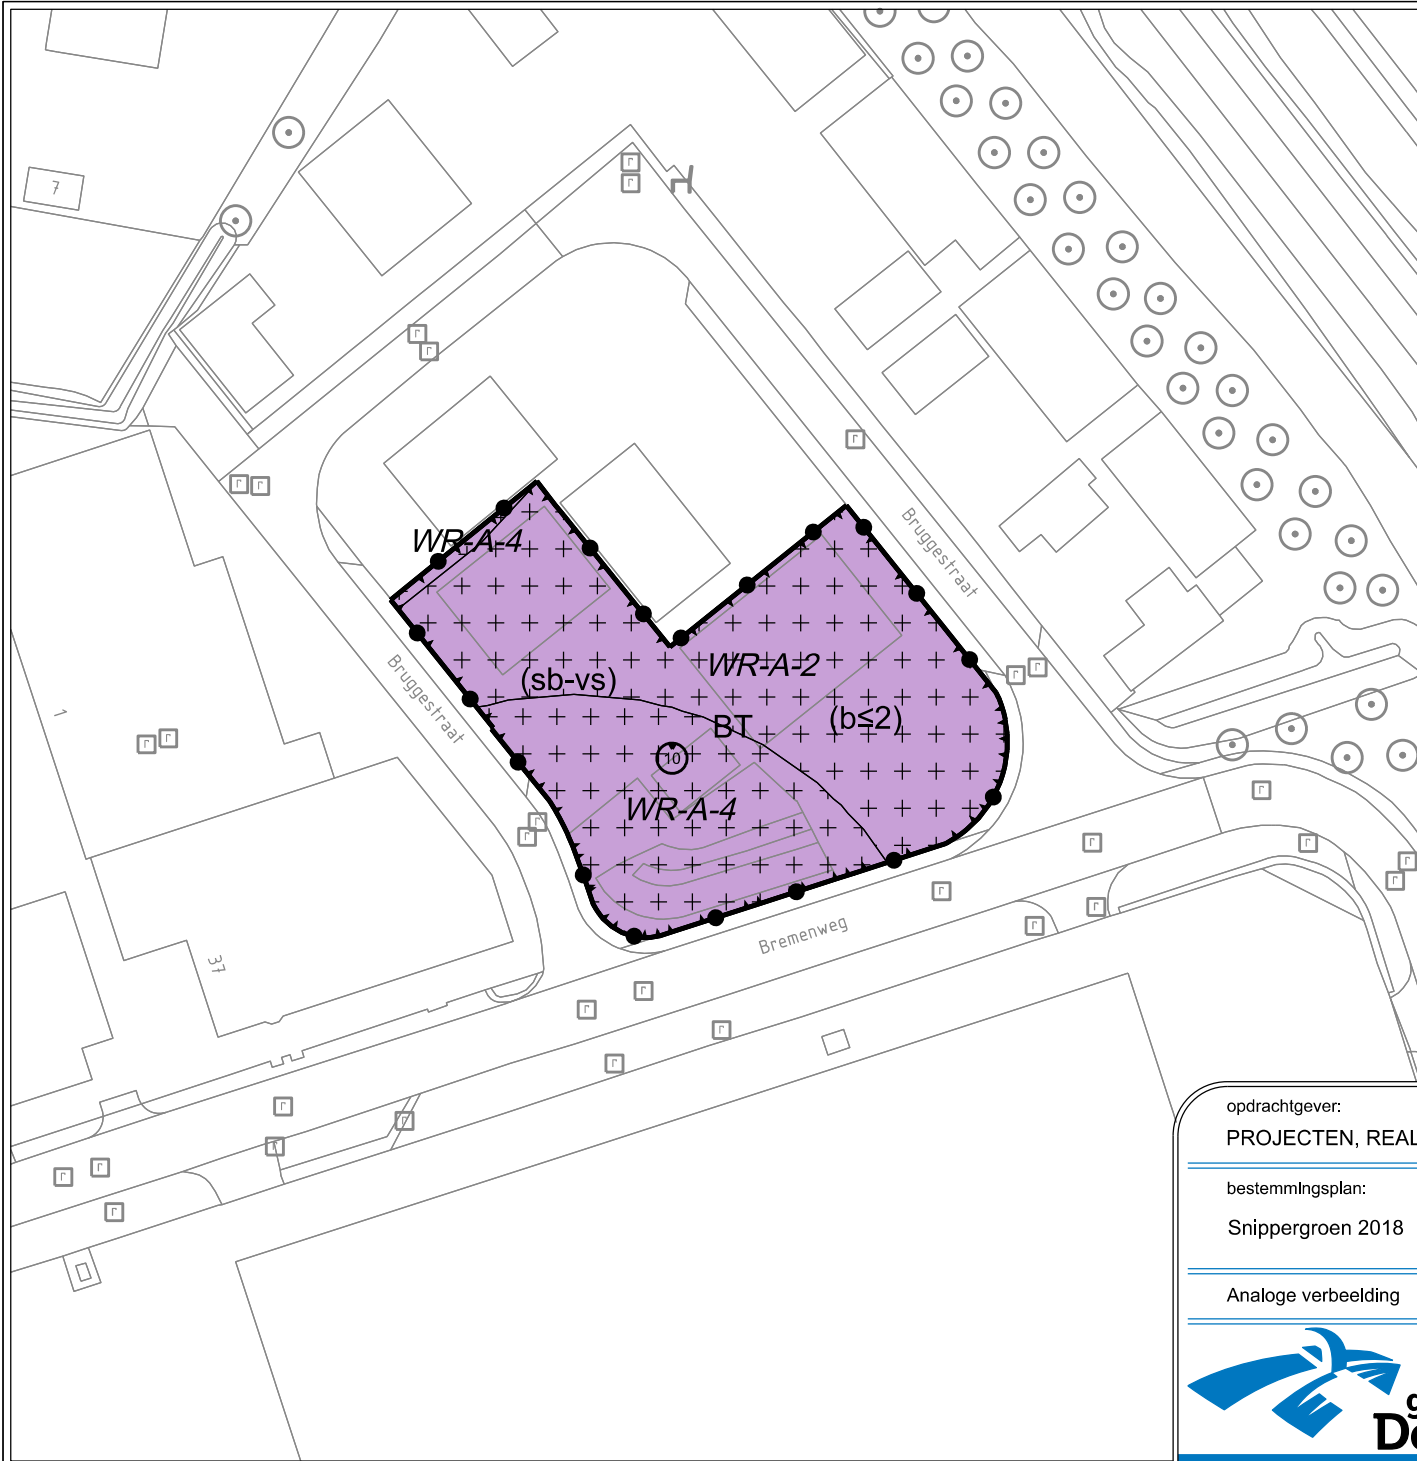 7
WR-A-4
Bruggestraat
WR-A-2
(sb-vs)
(b≤2)
BT
Bruggestraat
1
10
WR-A-4
Bremenweg
37
opdrachtgever:
PROJECTEN, REAL
bestemmingsplan:
Snippergroen 2018
Analoge verbeelding
g
De